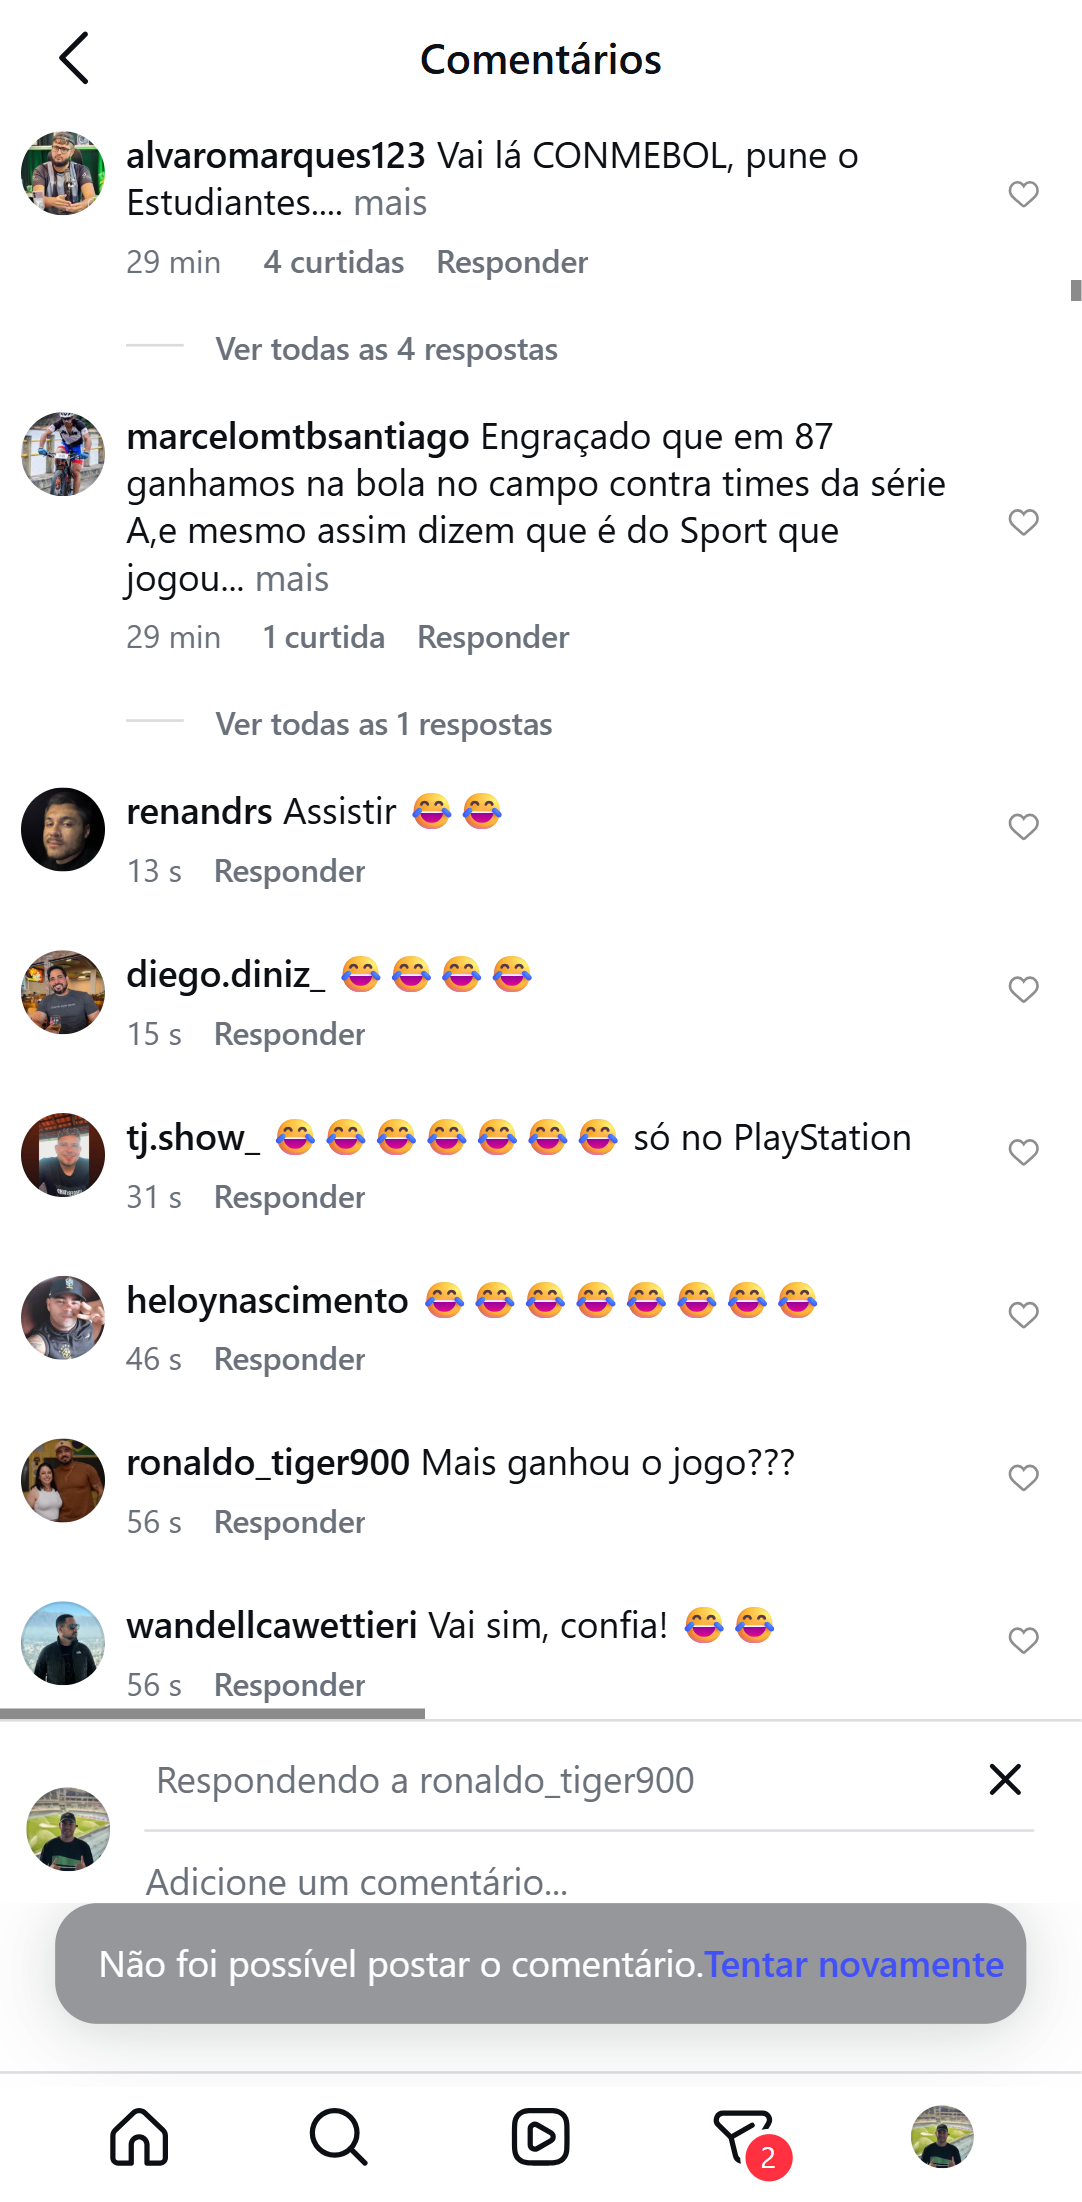 Comentários
alvaromarques123 Vai lá CONMEBOL, pune o
Estudiantes.... mais
29 min 4 curtidas Responder
Ver todas as 4 respostas
marcelomtbsantiago Engraçado que em 87
ganhamos na bola no campo contra times da série
A,e mesmo assim dizem que é do Sport que
jogou... mais
29 min 1 curtida Responder
Ver todas as 1 respostas
renandrs Assistir 😂😂
13 s Responder
diego.diniz_ 😂😂😂😂
15 s Responder
tj.show_ 😂😂😂😂😂😂😂 só no PlayStation
31 s Responder
heloynascimento 😂😂😂😂😂😂😂😂
46 s Responder
ronaldo_tiger900 Mais ganhou o jogo???
56 s Responder
wandellcawettieri Vai sim, confia! 😂😂
56 s Responder
Respondendo a ronaldo_tiger900
Adicione um comentário...
Não foi possível postar o comentário.Tentar novamente
2